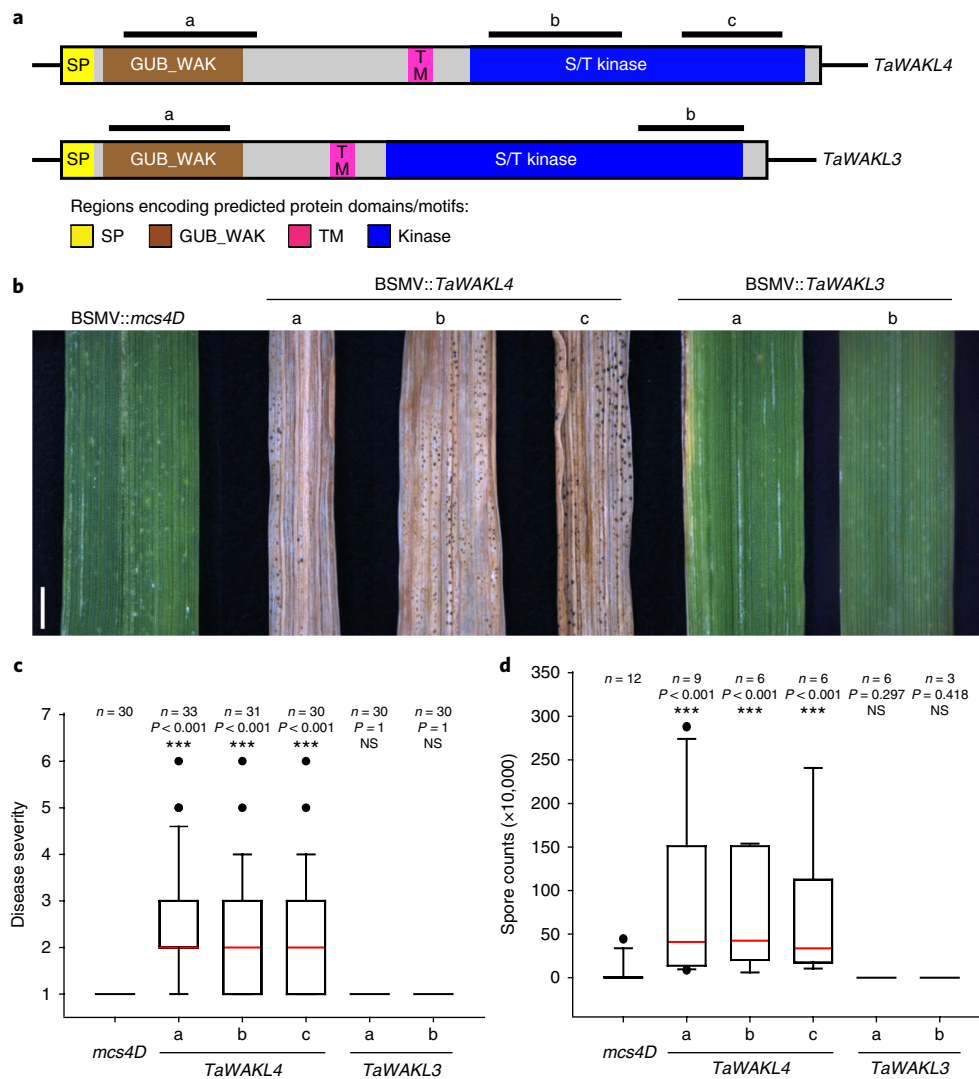 a
a b c
SP GUB_WAK T M S/T kinase TaWAKL4
a b
SP GUB_WAK T M S/T kinase TaWAKL3
Regions encoding predicted protein domains/motifs:
SP GUB_WAK TM Kinase
b
BSMV::TaWAKL4 BSMV::TaWAKL3
BSMV::mcs4D a b c a b
c
Disease severity
7
6
5
4
3
2
1
n = 30 n = 33 n = 31 n = 30 n = 30 n = 30
P < 0.001 P < 0.001 P < 0.001 P = 1 P = 1
*** *** *** NS NS
mcs4D a b c a b
TaWAKL4 TaWAKL3
d
Spore counts (×10,000)
350
300
250
200
150
100
50
0
n = 12 n = 9 n = 6 n = 6 n = 6 n = 3
P < 0.001 P < 0.001 P < 0.001 P = 0.297 P = 0.418
*** *** *** NS NS
mcs4D a b c a b
TaWAKL4 TaWAKL3